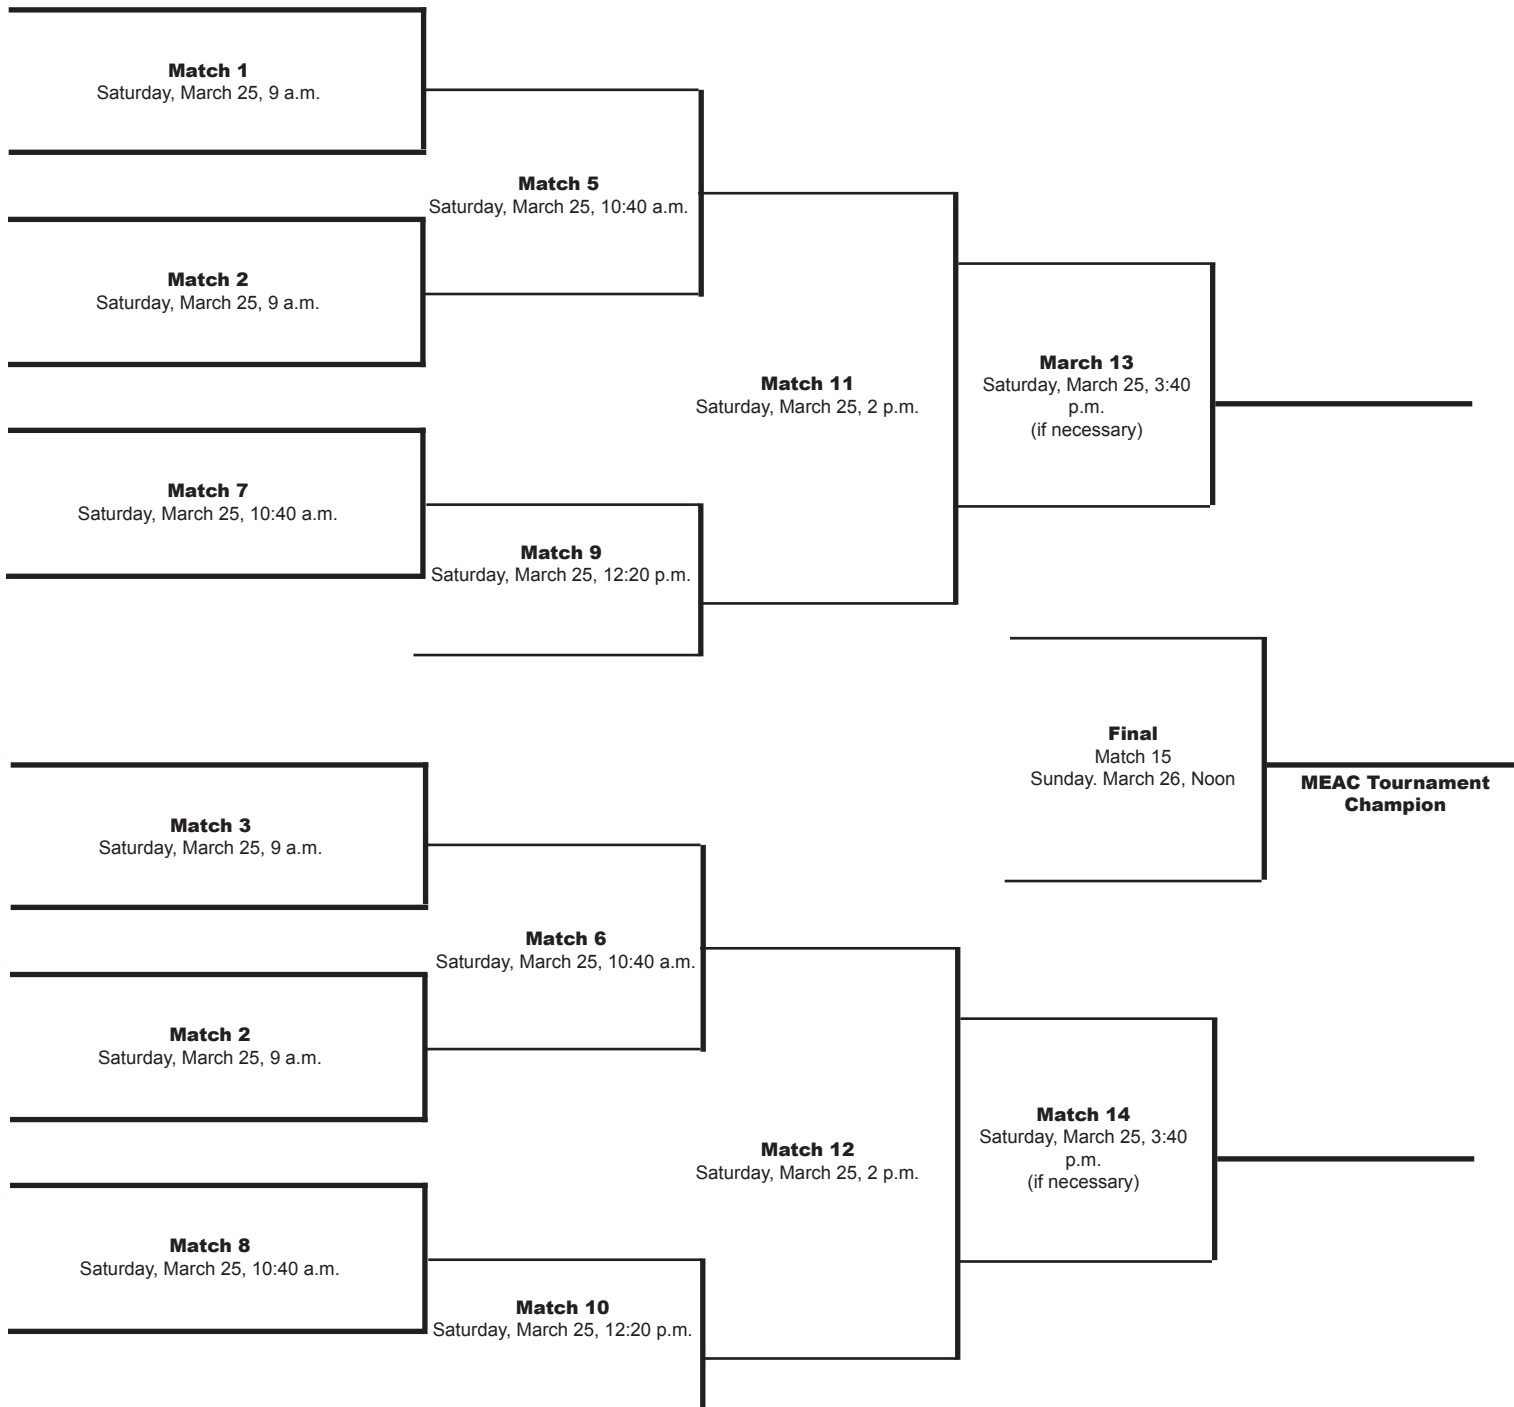 Match 1
Saturday, March 25, 9 a.m.
Match 5
Saturday, March 25, 10:40 a.m.
Match 2
Saturday, March 25, 9 a.m.
March 13
Saturday, March 25, 3:40
p.m.
(if necessary)
Match 11
Saturday, March 25, 2 p.m.
Match 7
Saturday, March 25, 10:40 a.m.
Match 9
Saturday, March 25, 12:20 p.m.
Final
Match 15
Sunday. March 26, Noon
MEAC Tournament
Champion
Match 3
Saturday, March 25, 9 a.m.
Match 6
Saturday, March 25, 10:40 a.m.
Match 2
Saturday, March 25, 9 a.m.
Match 14
Saturday, March 25, 3:40
p.m.
(if necessary)
Match 12
Saturday, March 25, 2 p.m.
Match 8
Saturday, March 25, 10:40 a.m.
Match 10
Saturday, March 25, 12:20 p.m.